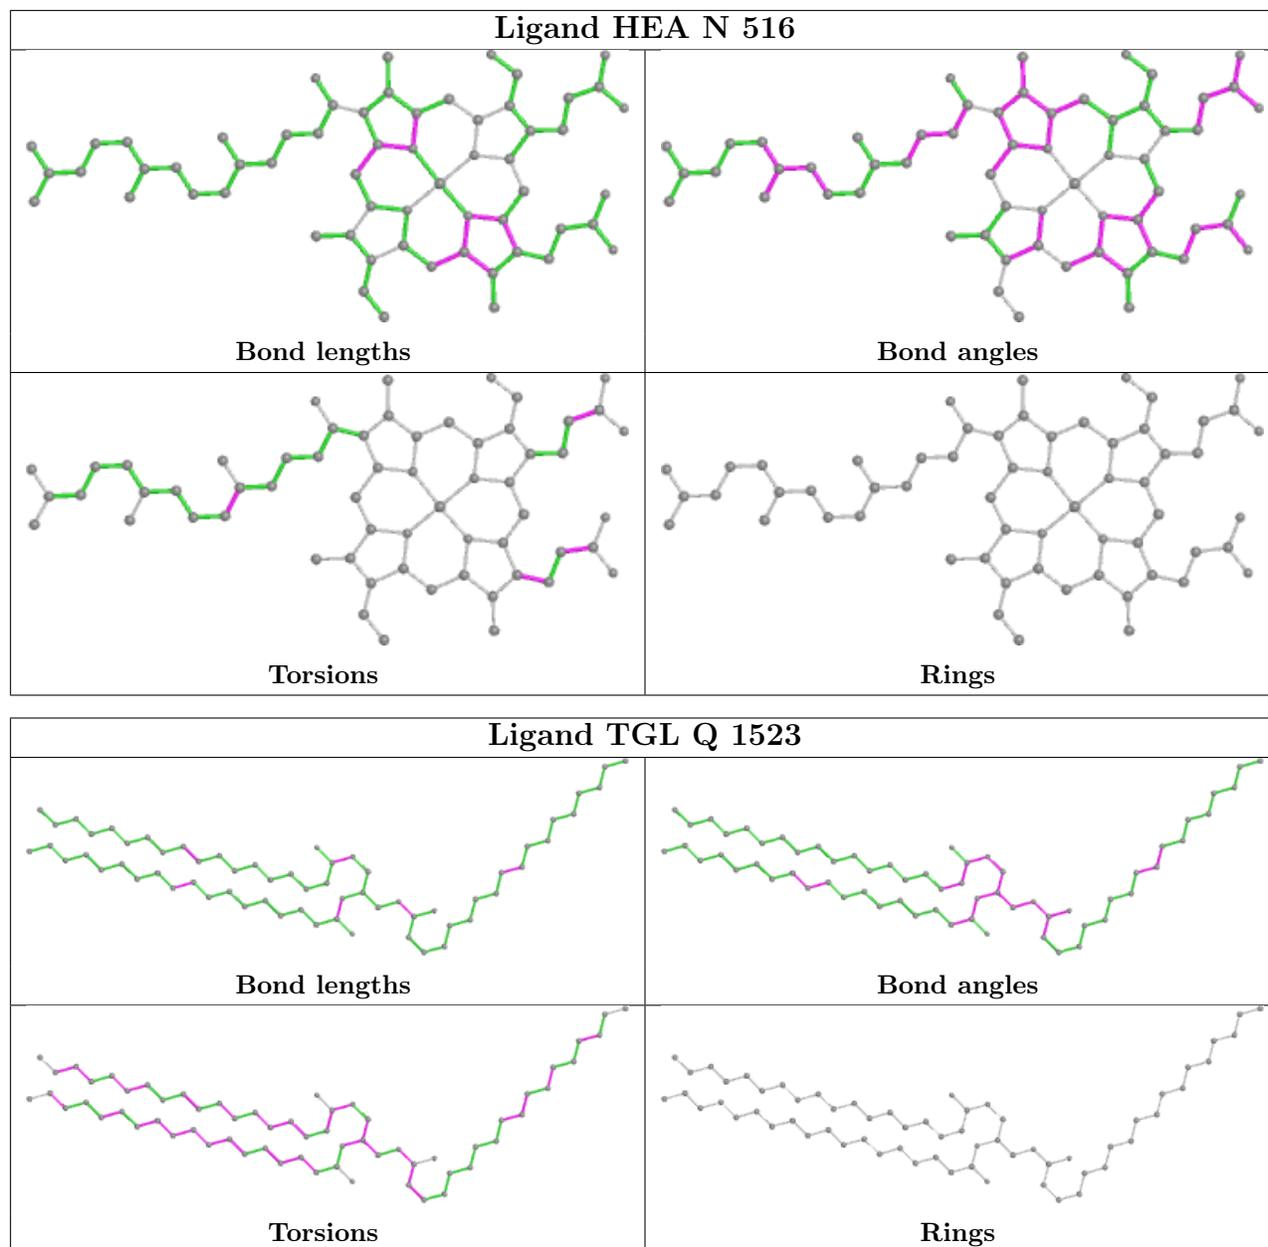 Ligand HEA N 516
Bond lengths
Bond angles
Torsions
Rings
Ligand TGL Q 1523
Bond lengths
Bond angles
Torsions
Rings